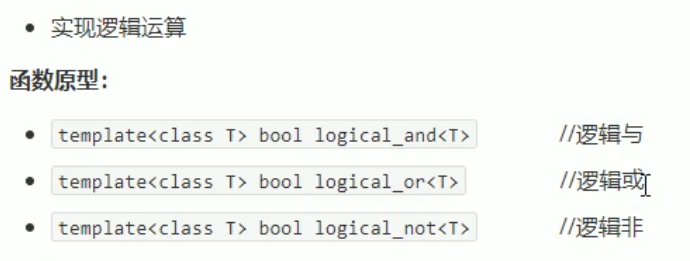 实现逻辑运算
函数原型：
template<class T> bool logical_and<T> //逻辑与
template<class T> bool logical_or<T> //逻辑或
template<class T> bool logical_not<T> //逻辑非